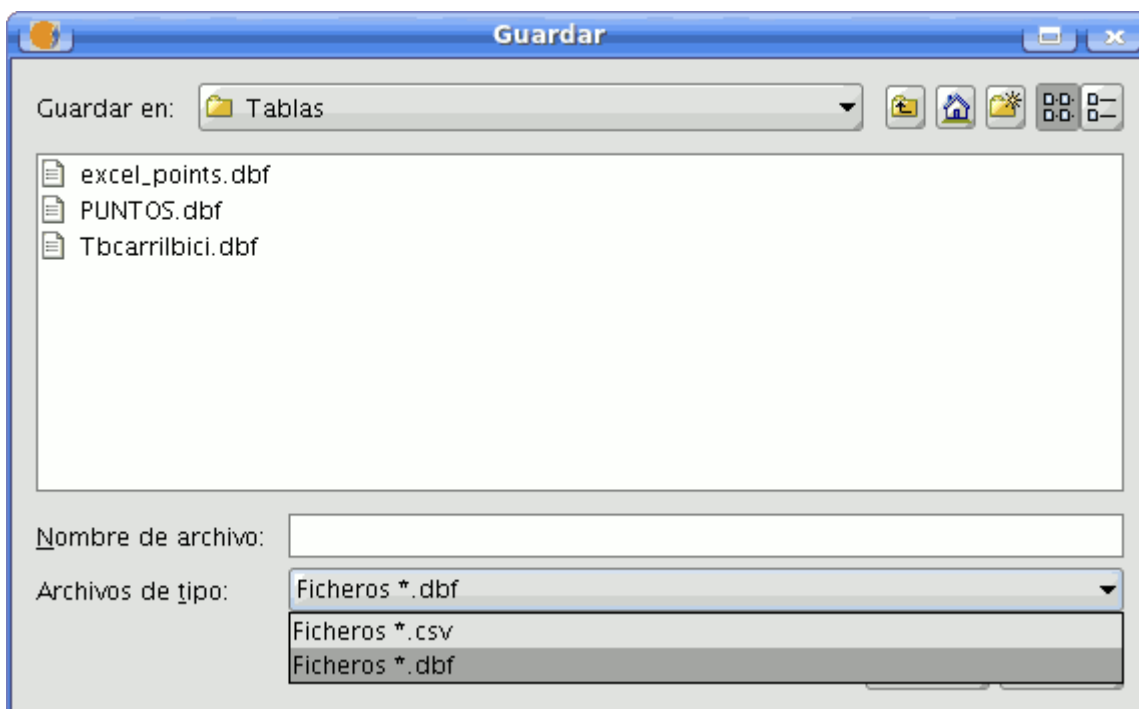 Guardar
Guardar en: Tablas
excel_points.dbf
PUNTOS.dbf
Tbcarrilbici.dbf
Nombre de archivo:
Archivos de tipo: Ficheros *.dbf
Ficheros *.csv
Ficheros *.dbf